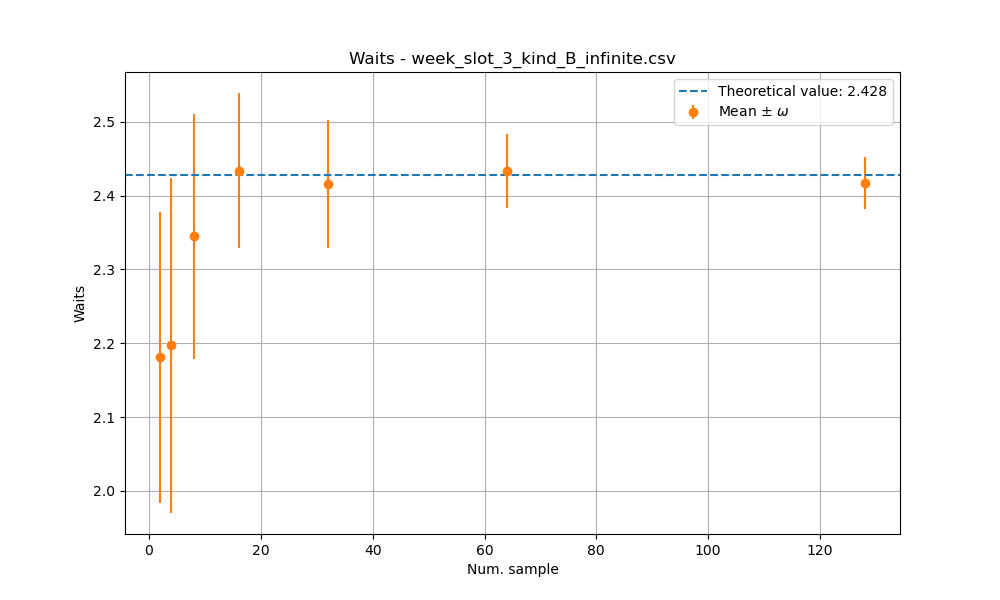 Waits - week_slot_3_kind_B_infinite.csv
Theoretical value: 2.428
Mean ± ω
Waits
2.5
2.4
2.3
2.2
2.1
2.0
0 20 40 60 80 100 120
Num. sample